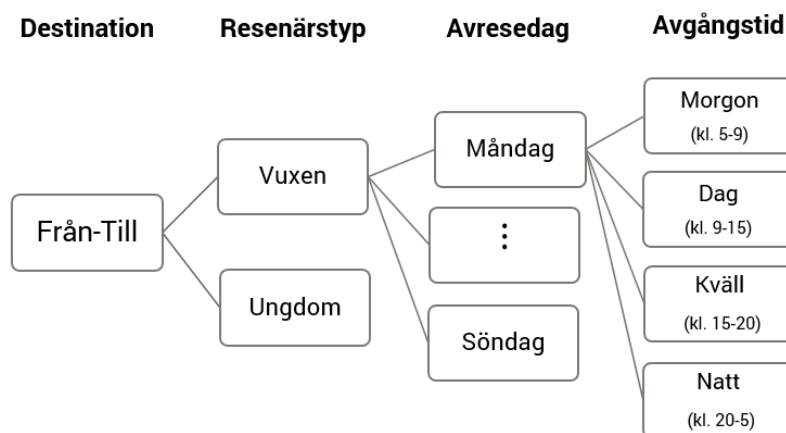 Destination
Resenärstyp
Avresedag
Avgångstid
Från-Till
Vuxen
Ungdom
Måndag
⋮
Söndag
Morgon
(kl. 5-9)
Dag
(kl. 9-15)
Kväll
(kl. 15-20)
Natt
(kl. 20-5)